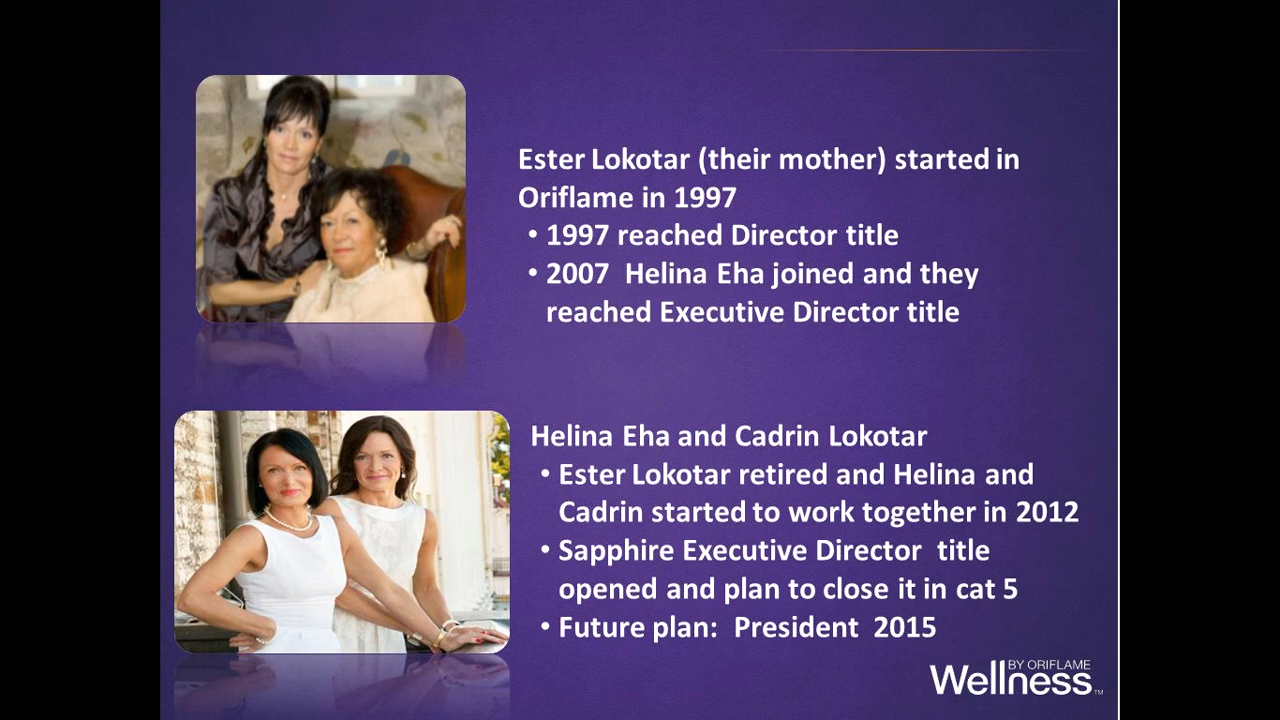 Ester Lokotar (their mother) started in
Oriflame in 1997
• 1997 reached Director title
• 2007  Helina Eha joined and they
reached Executive Director title
Helina Eha and Cadrin Lokotar
• Ester Lokotar retired and Helina and
Cadrin started to work together in 2012
• Sapphire Executive Director  title
opened and plan to close it in cat 5
• Future plan:  President  2015
BY ORIFLAME
Wellness™